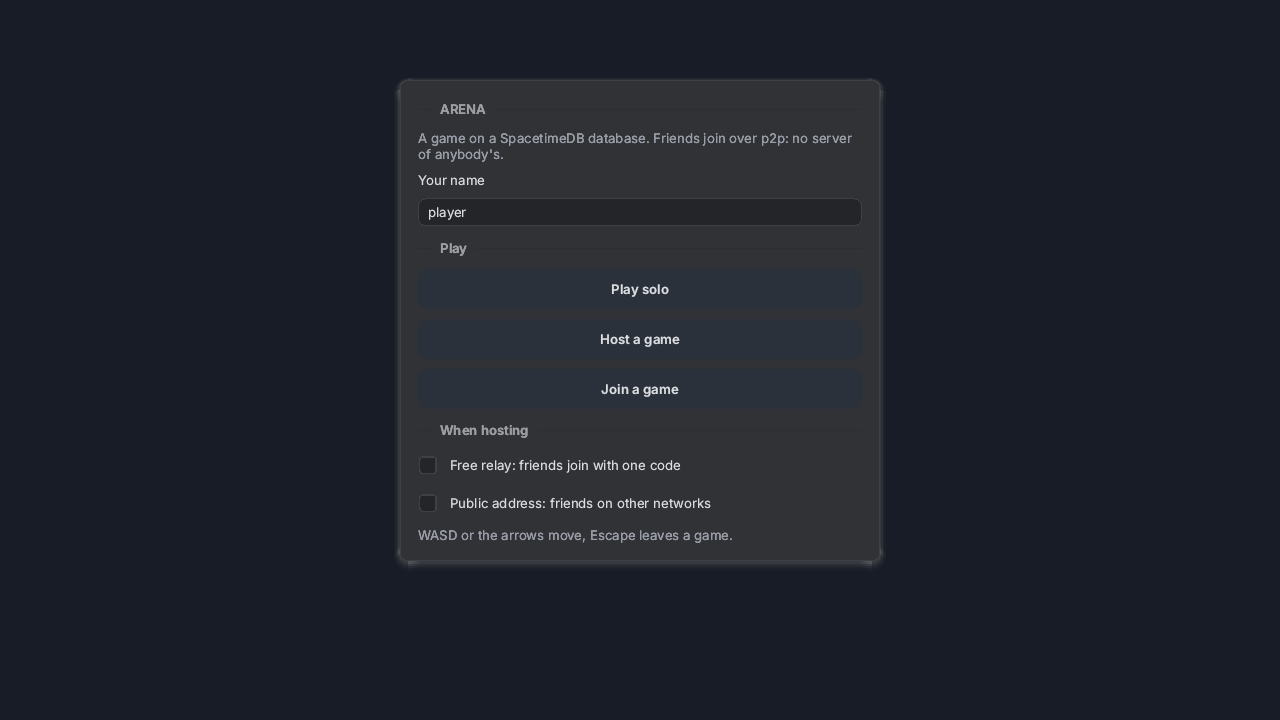 ARENA
A game on a SpacetimeDB database. Friends join over p2p: no server
of anybody's.
Your name
player
Play
Play solo
Host a game
Join a game
When hosting
Free relay: friends join with one code
Public address: friends on other networks
WASD or the arrows move, Escape leaves a game.